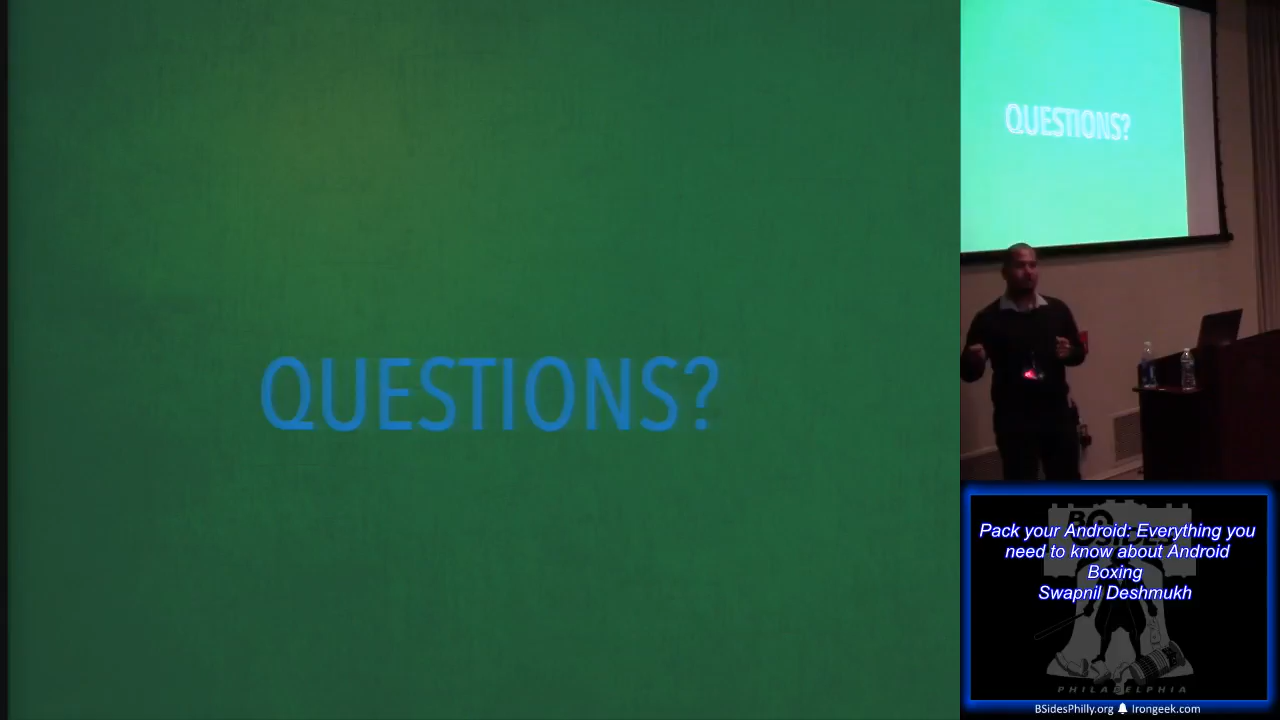 QUESTIONS?
QUESTIONS?
Pack your Android: Everything you
need to know about Android
Boxing
Swapnil Deshmukh
BSIDES
PHILADELPHIA
BSidesPhilly.org Irongeek.com